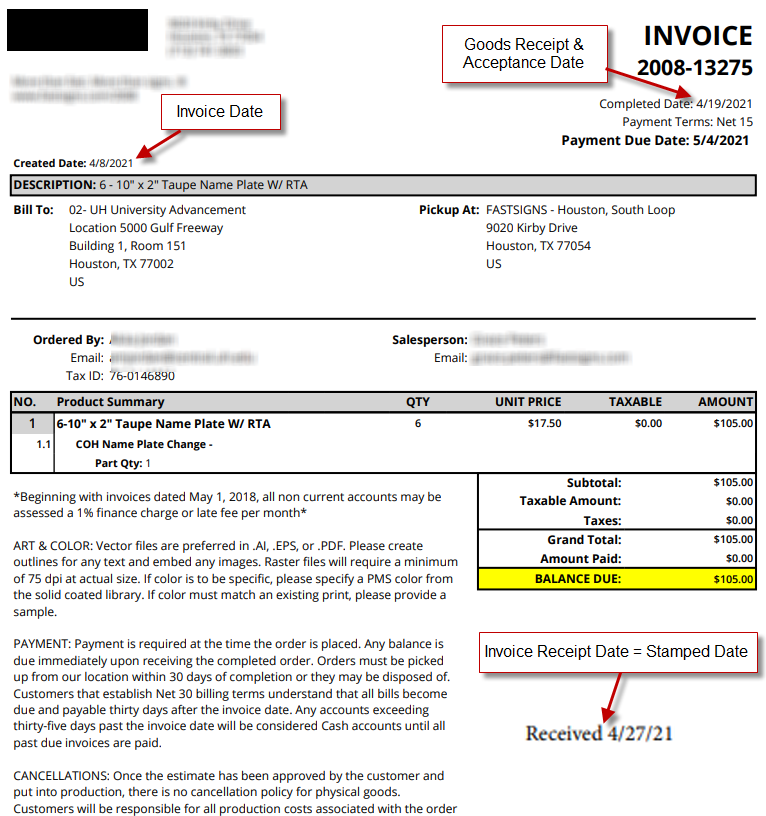 INVOICE
2008-13275
Goods Receipt &
Acceptance Date
Completed Date: 4/19/2021
Payment Terms: Net 15
Payment Due Date: 5/4/2021
Invoice Date
Created Date: 4/8/2021
DESCRIPTION: 6 - 10" x 2" Taupe Name Plate W/ RTA
Bill To: 02- UH University Advancement
Location 5000 Gulf Freeway
Building 1, Room 151
Houston, TX 77002
US
Pickup At: FASTSIGNS - Houston, South Loop
9020 Kirby Drive
Houston, TX 77054
US
Ordered By:
Email:
Tax ID: 76-0146890
Salesperson:
Email:
NO. Product Summary QTY UNIT PRICE TAXABLE AMOUNT
1 6-10" x 2" Taupe Name Plate W/ RTA 6 $17.50 $0.00 $105.00
1.1 COH Name Plate Change -
Part Qty: 1
Subtotal: $105.00
Taxable Amount: $0.00
Taxes: $0.00
Grand Total: $105.00
Amount Paid: $0.00
BALANCE DUE: $105.00
*Beginning with invoices dated May 1, 2018, all non current accounts may be
assessed a 1% finance charge or late fee per month*
ART & COLOR: Vector files are preferred in .AI, .EPS, or .PDF. Please create
outlines for any text and embed any images. Raster files will require a minimum
of 75 dpi at actual size. If color is to be specific, please specify a PMS color from
the solid coated library. If color must match an existing print, please provide a
sample.
PAYMENT: Payment is required at the time the order is placed. Any balance is
due immediately upon receiving the completed order. Orders must be picked
up from our location within 30 days of completion or they may be disposed of.
Customers that establish Net 30 billing terms understand that all bills become
due and payable thirty days after the invoice date. Any accounts exceeding
thirty-five days past the invoice date will be considered Cash accounts until all
past due invoices are paid.
CANCELLATIONS: Once the estimate has been approved by the customer and
put into production, there is no cancellation policy for physical goods.
Customers will be responsible for all production costs associated with the order
Invoice Receipt Date = Stamped Date
Received 4/27/21